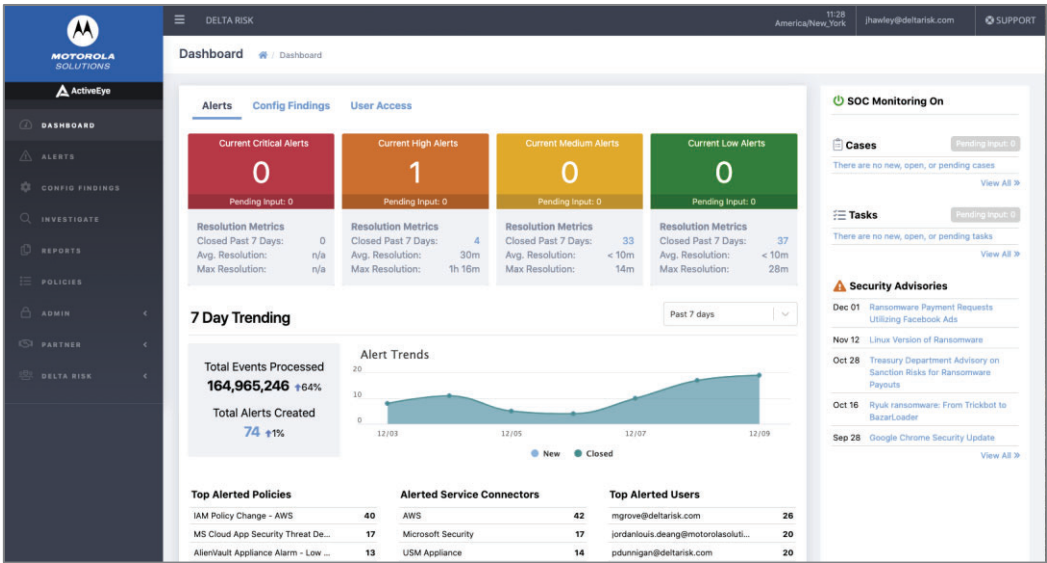 MOTOROLA
SOLUTIONS
ActiveEye
DASHBOARD
ALERTS
CONFIG FINDINGS
INVESTIGATE
REPORTS
POLICIES
ADMIN
PARTNER
DELTA RISK
DELTA RISK
11:28
America/New_York
jhawley@deltarisk.com
SUPPORT
Dashboard
/ Dashboard
Alerts Config Findings User Access
Current Critical Alerts
0
Pending Input: 0
Resolution Metrics
Closed Past 7 Days: 0
Avg. Resolution: n/a
Max Resolution: n/a
Current High Alerts
1
Pending Input: 0
Resolution Metrics
Closed Past 7 Days: 4
Avg. Resolution: 30m
Max Resolution: 1h 16m
Current Medium Alerts
0
Pending Input: 0
Resolution Metrics
Closed Past 7 Days: 33
Avg. Resolution: < 10m
Max Resolution: 14m
Current Low Alerts
0
Pending Input: 0
Resolution Metrics
Closed Past 7 Days: 37
Avg. Resolution: < 10m
Max Resolution: 28m
7 Day Trending
Past 7 days
Total Events Processed
164,965,246 ↑64%
Total Alerts Created
74 ↑1%
Alert Trends
20
10
0
12/03 12/05 12/07 12/09
New Closed
Top Alerted Policies
IAM Policy Change - AWS 40
MS Cloud App Security Threat De... 17
AlienVault Appliance Alarm - Low ... 13
Alerted Service Connectors
AWS 42
Microsoft Security 17
USM Appliance 14
Top Alerted Users
mgrove@deltarisk.com 26
jordanlouis.deang@motorolasoluti... 20
pdunnigan@deltarisk.com 20
SOC Monitoring On
Cases Pending Input: 0
There are no new, open, or pending cases
View All »
Tasks Pending Input: 0
There are no new, open, or pending tasks
View All »
Security Advisories
Dec 01 Ransomware Payment Requests
Utilizing Facebook Ads
Nov 12 Linux Version of Ransomware
Oct 28 Treasury Department Advisory on
Sanction Risks for Ransomware
Payouts
Oct 16 Ryuk ransomware: From Trickbot to
BazarLoader
Sep 28 Google Chrome Security Update
View All »